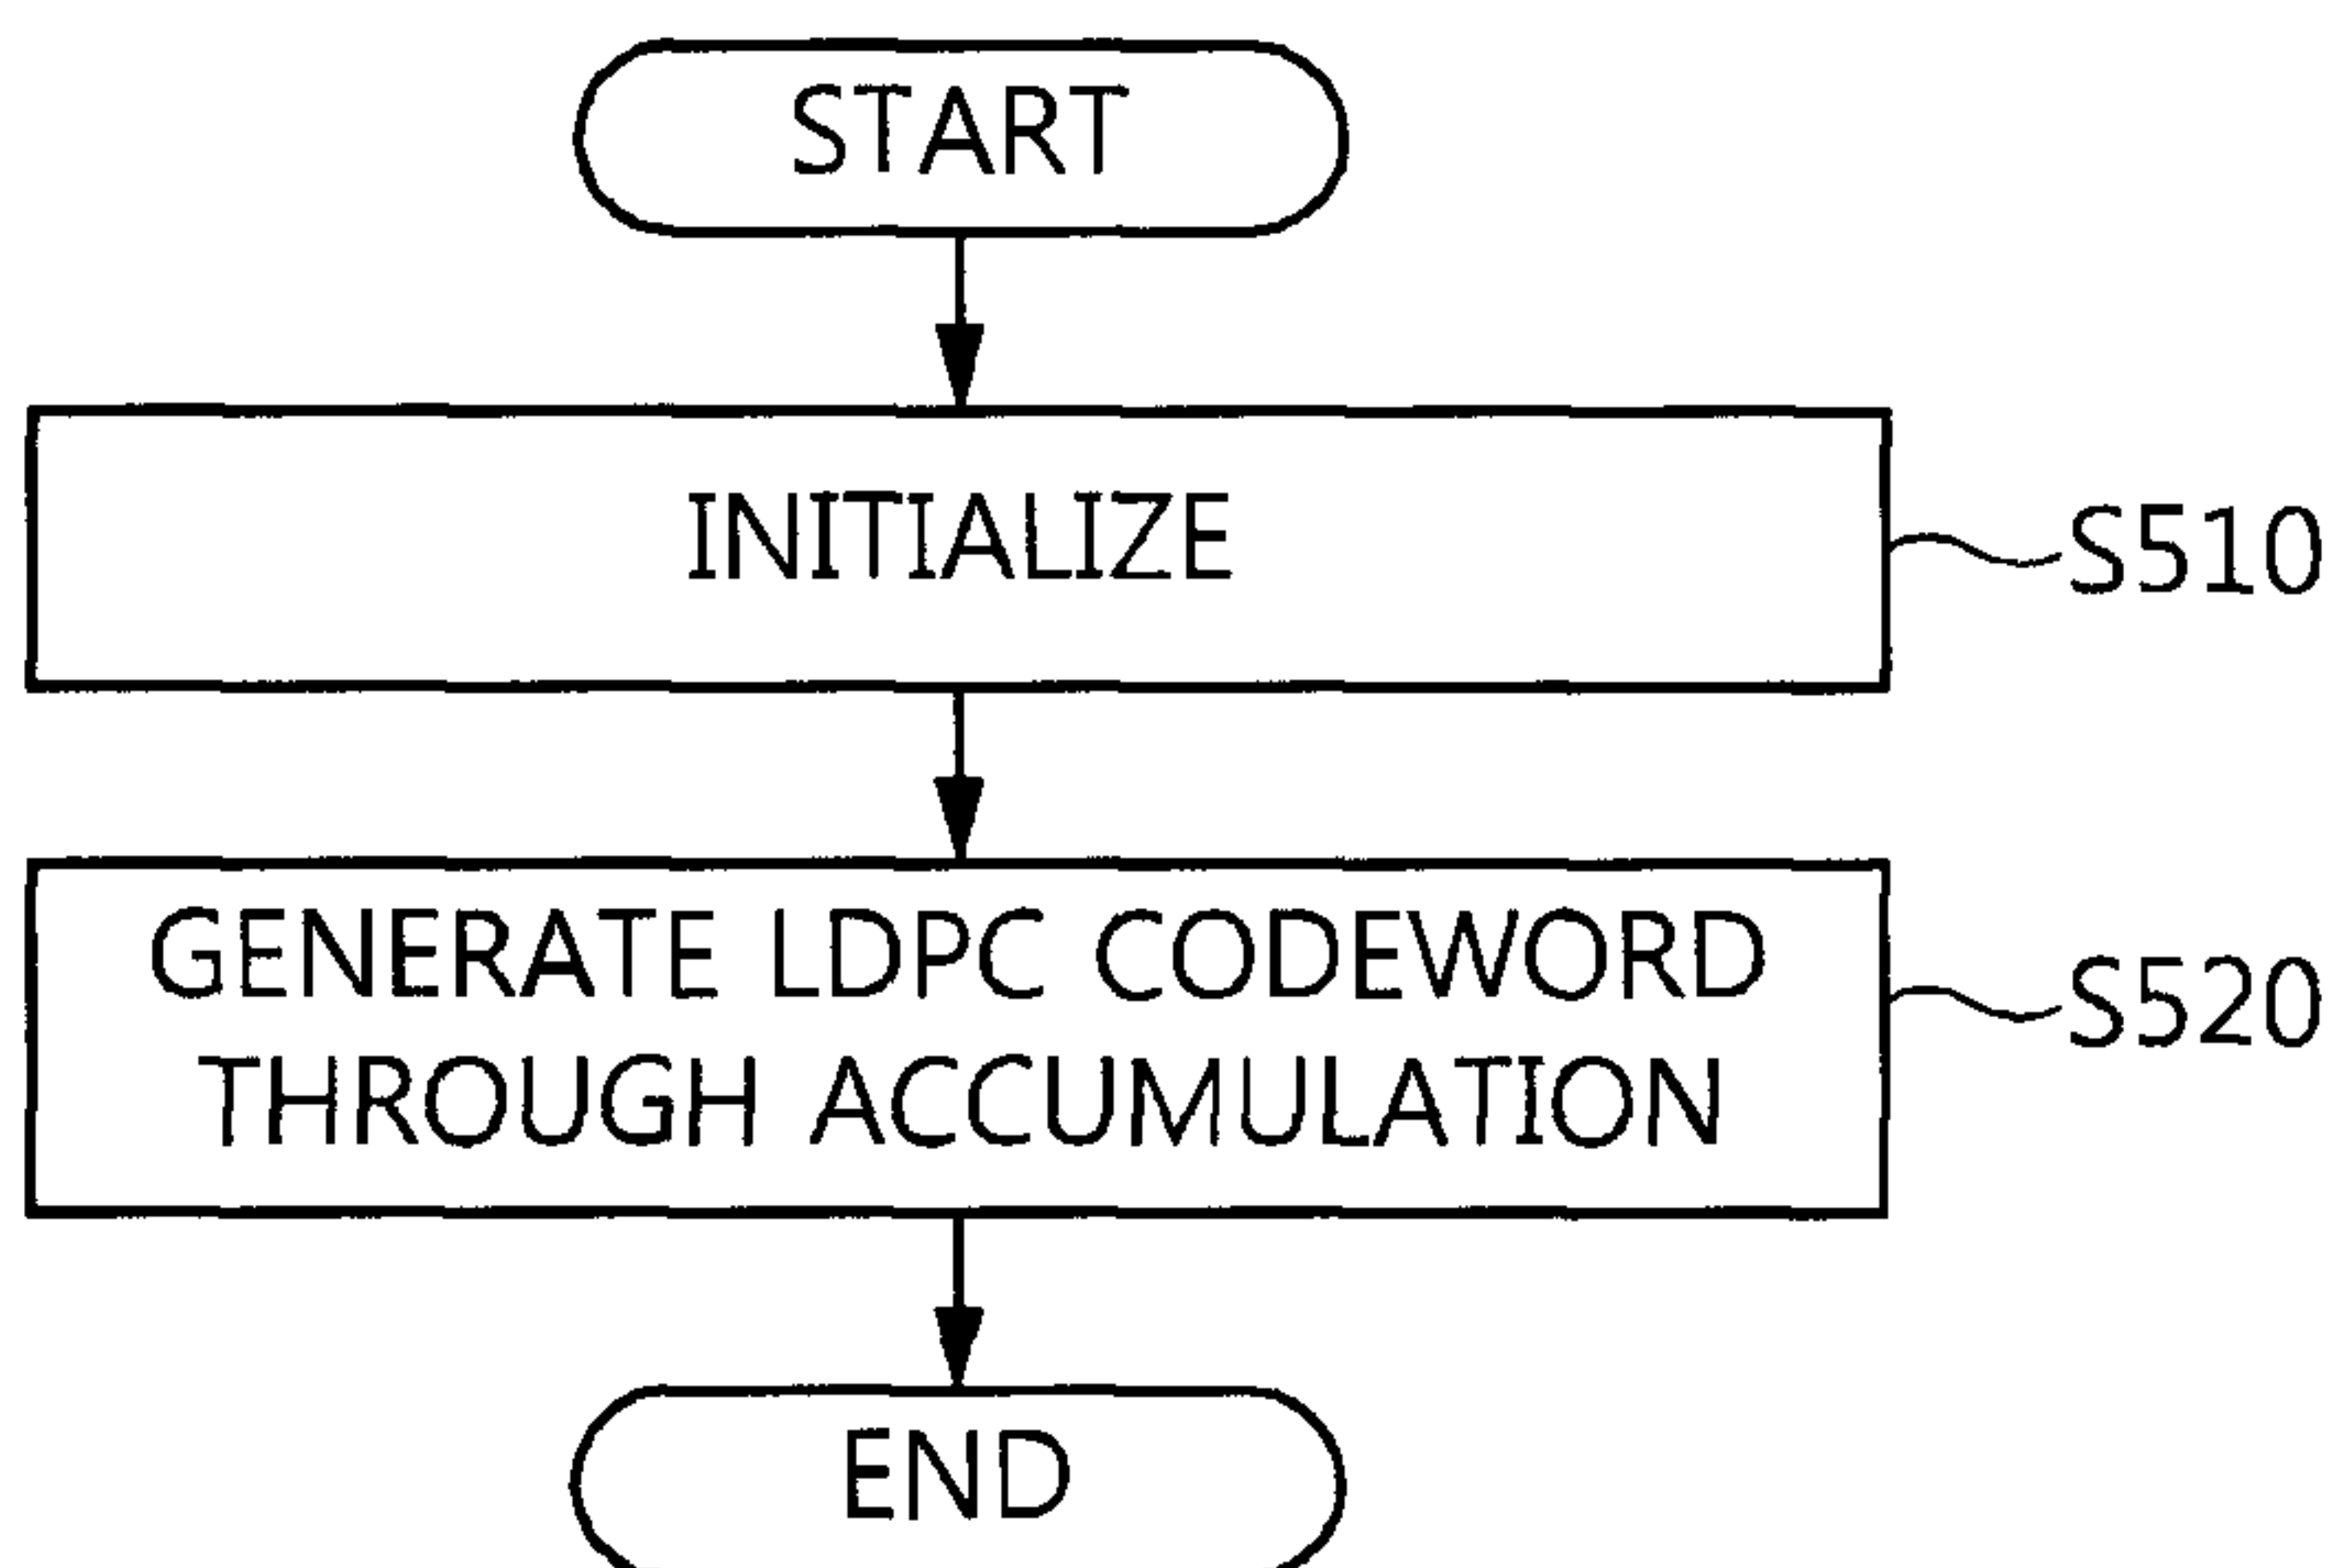 START
INITIALIZE
S510
GENERATE LDPC CODEWORD
THROUGH ACCUMULATION
S520
END